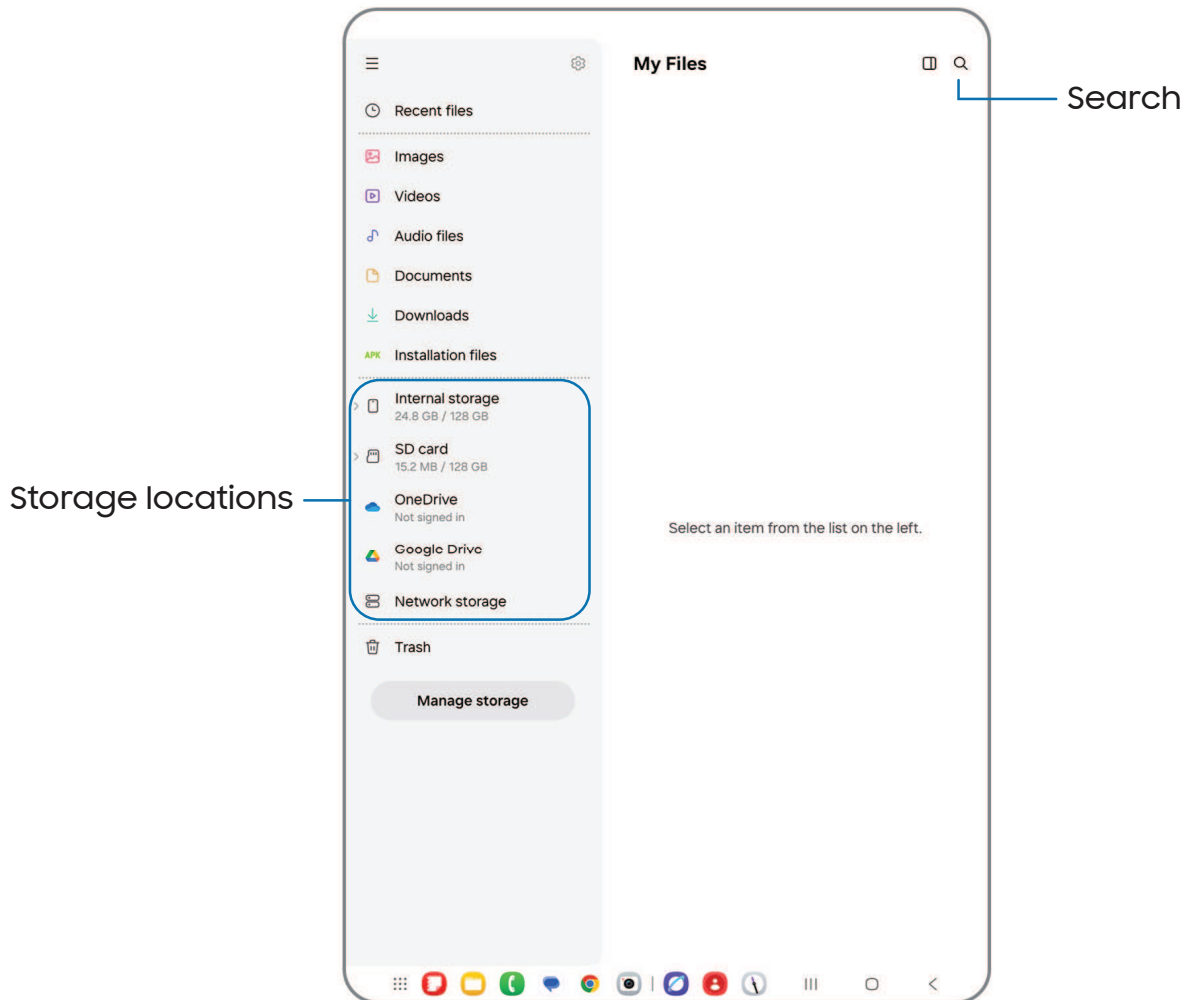 My Files
Search
Recent files
Images
Videos
Audio files
Documents
Downloads
APK Installation files
Internal storage
24.8 GB / 128 GB
SD card
15.2 MB / 128 GB
Storage locations
OneDrive
Not signed in
Select an item from the list on the left.
Google Drive
Not signed in
Network storage
Trash
Manage storage